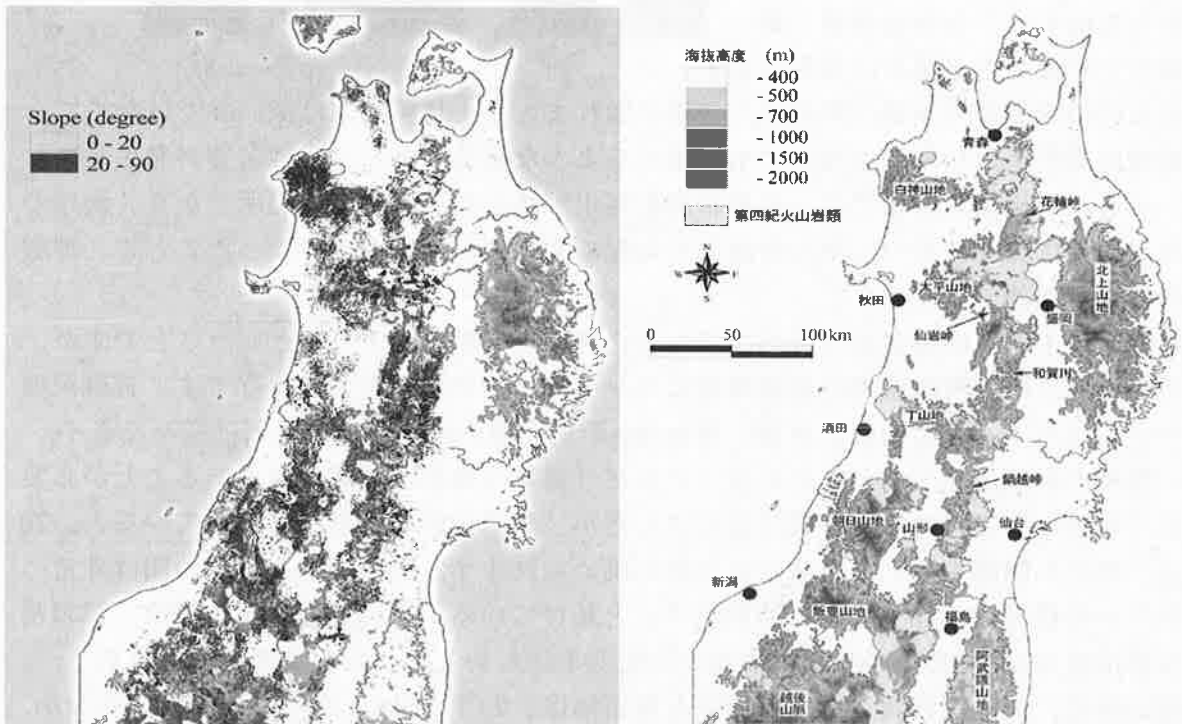 Slope (degree)
0 - 20
20 - 90
海抜高度 (m)
- 400
- 500
- 700
- 1000
- 1500
- 2000
第四紀火山岩類
N
W
E
S
0 50 100km
青森
白神山地
花輪峠
北上山地
太平山地
秋田
盛岡
仙岩峠
和賀川
丁山地
酒田
鍋越峠
朝日山地
山形
仙台
新潟
飯豊山地
福島
阿武隈山地
越後
山脈